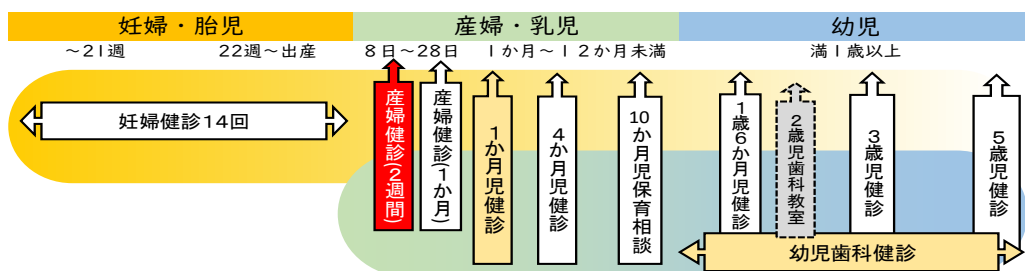 妊婦・胎児
産婦・乳児
幼児
～21週
22週～出産
8日～28日
1か月～12か月未満
満1歳以上
妊婦健診14回
産婦健診(2週間)
産婦健診(1か月)
1か月児健診
4か月児健診
10か月児保育相談
1歳6か月児健診
2歳児歯科教室
3歳児健診
5歳児健診
幼児歯科健診